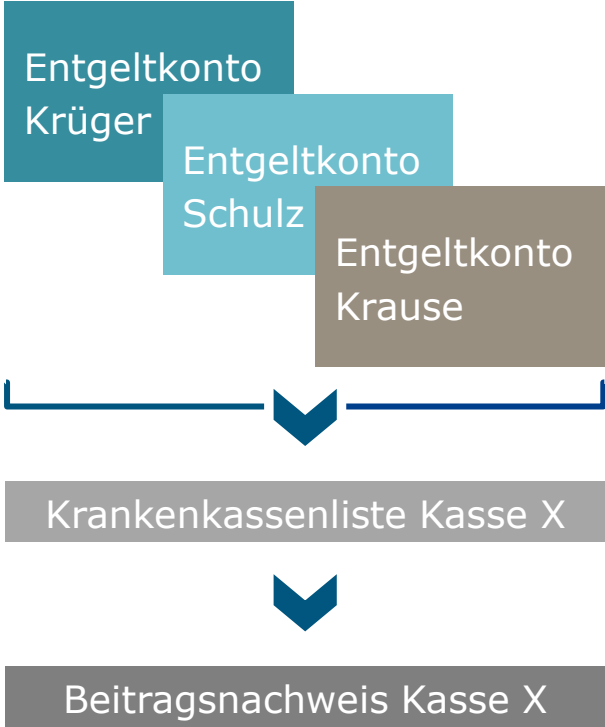 Entgeltkonto
Krüger
Entgeltkonto
Schulz
Entgeltkonto
Krause
Krankenkassenliste Kasse X
Beitragsnachweis Kasse X